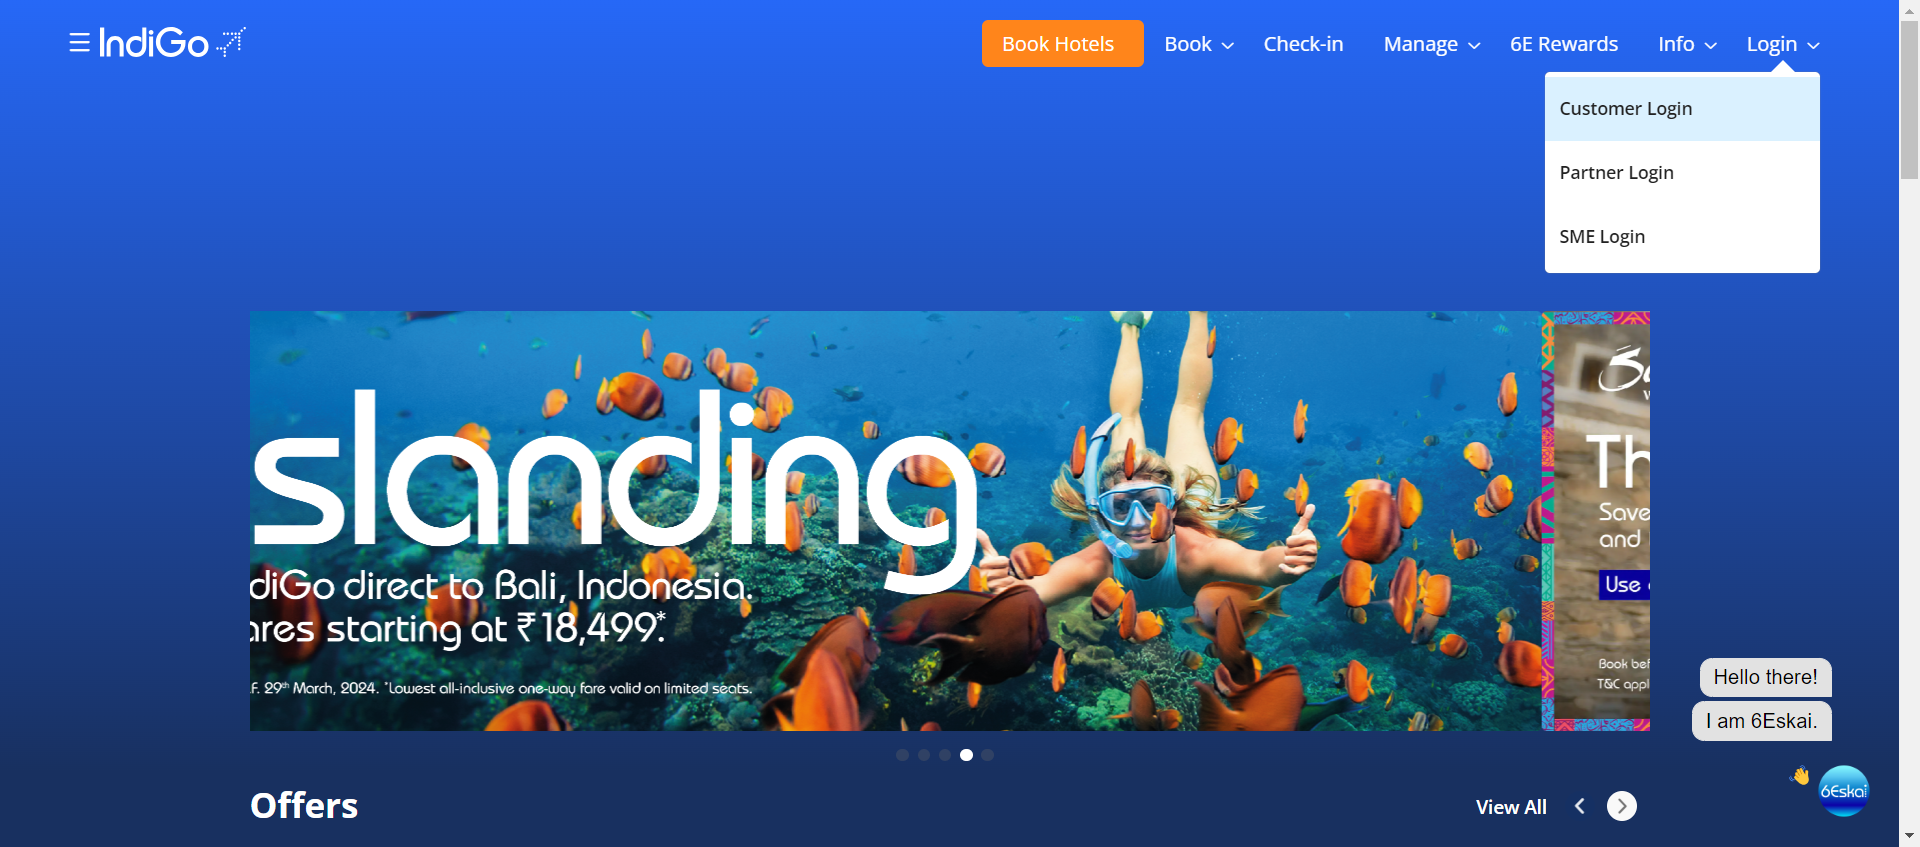 IndiGo
Book Hotels
Book
Check-in
Manage
6E Rewards
Info
Login
Customer Login
Partner Login
SME Login
slanding
diGo direct to Bali, Indonesia.
ares starting at ₹18,499.*
.F. 29th March, 2024. *Lowest all-inclusive one-way fare valid on limited seats.
Th
Save
and
Use
Book bef
T&C appl
Hello there!
I am 6Eskai.
6Eskai
Offers
View All